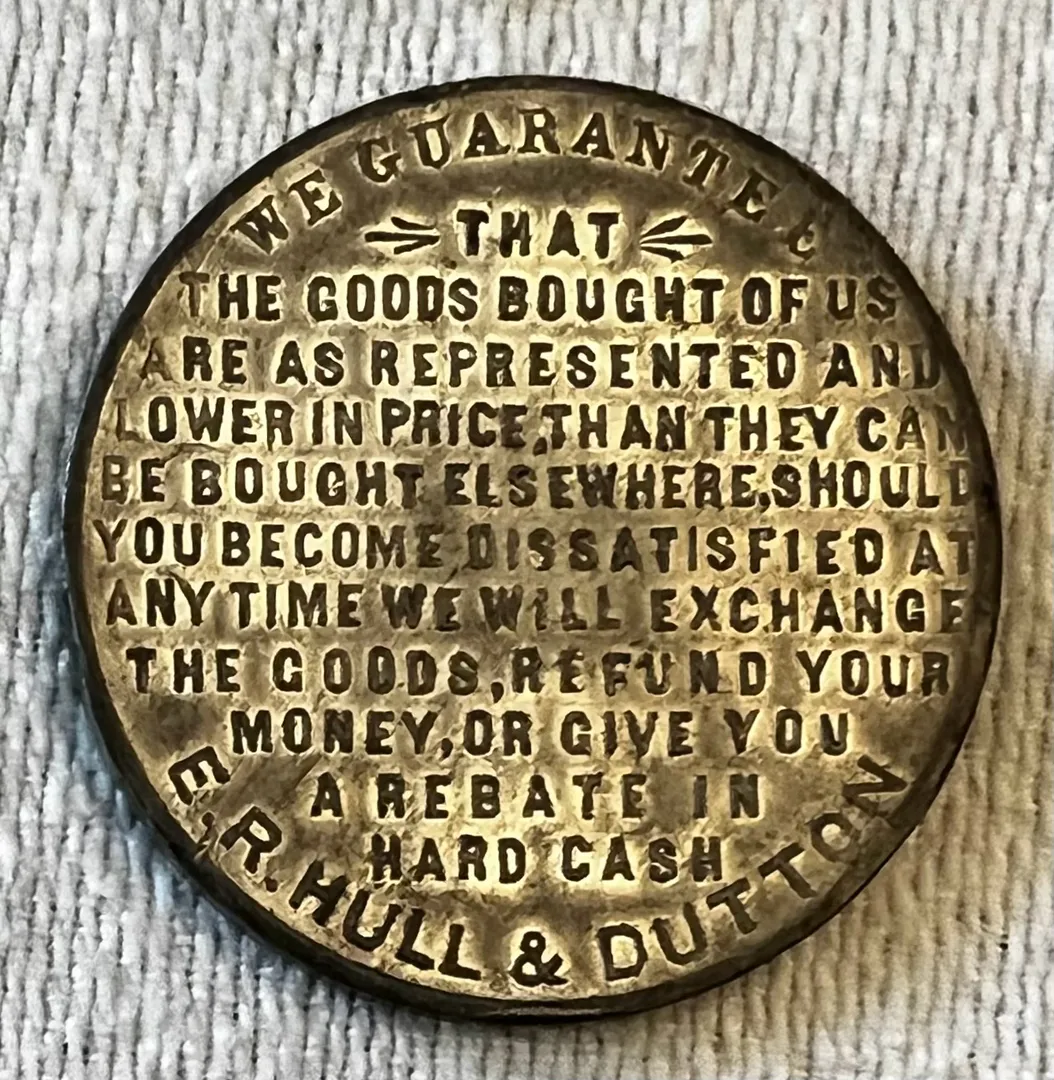 WE GUARANTEE
THAT
THE GOODS BOUGHT OF US
ARE AS REPRESENTED AND
LOWER IN PRICE, THAN THEY CAN
BE BOUGHT ELSEWHERE, SHOULD
YOU BECOME DISSATISFIED AT
ANY TIME WE WILL EXCHANGE
THE GOODS, REFUND YOUR
MONEY, OR GIVE YOU
A REBATE IN
HARD CASH
E.R. HULL & DUTTON